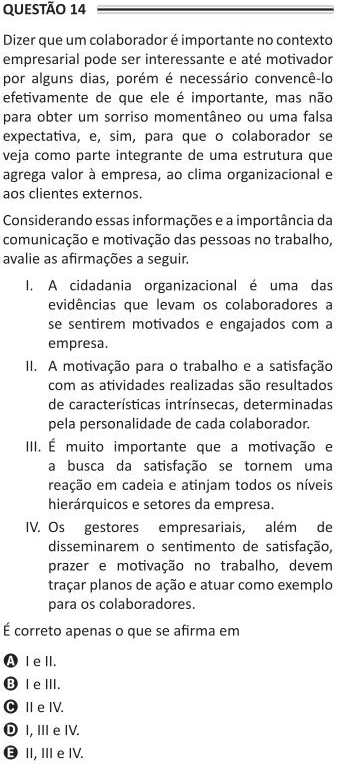 QUESTÃO 14
Dizer que um colaborador é importante no contexto
empresarial pode ser interessante e até motivador
por alguns dias, porém é necessário convencê-lo
efetivamente de que ele é importante, mas não
para obter um sorriso momentâneo ou uma falsa
expectativa, e, sim, para que o colaborador se
veja como parte integrante de uma estrutura que
agrega valor à empresa, ao clima organizacional e
aos clientes externos.
Considerando essas informações e a importância da
comunicação e motivação das pessoas no trabalho,
avalie as afirmações a seguir.
I. A cidadania organizacional é uma das
evidências que levam os colaboradores a
se sentirem motivados e engajados com a
empresa.
II. A motivação para o trabalho e a satisfação
com as atividades realizadas são resultados
de características intrínsecas, determinadas
pela personalidade de cada colaborador.
III. É muito importante que a motivação e
a busca da satisfação se tornem uma
reação em cadeia e atinjam todos os níveis
hierárquicos e setores da empresa.
IV. Os gestores empresariais, além de
disseminarem o sentimento de satisfação,
prazer e motivação no trabalho, devem
traçar planos de ação e atuar como exemplo
para os colaboradores.
É correto apenas o que se afirma em
A I e II.
B I e III.
C II e IV.
D I, III e IV.
E II, III e IV.